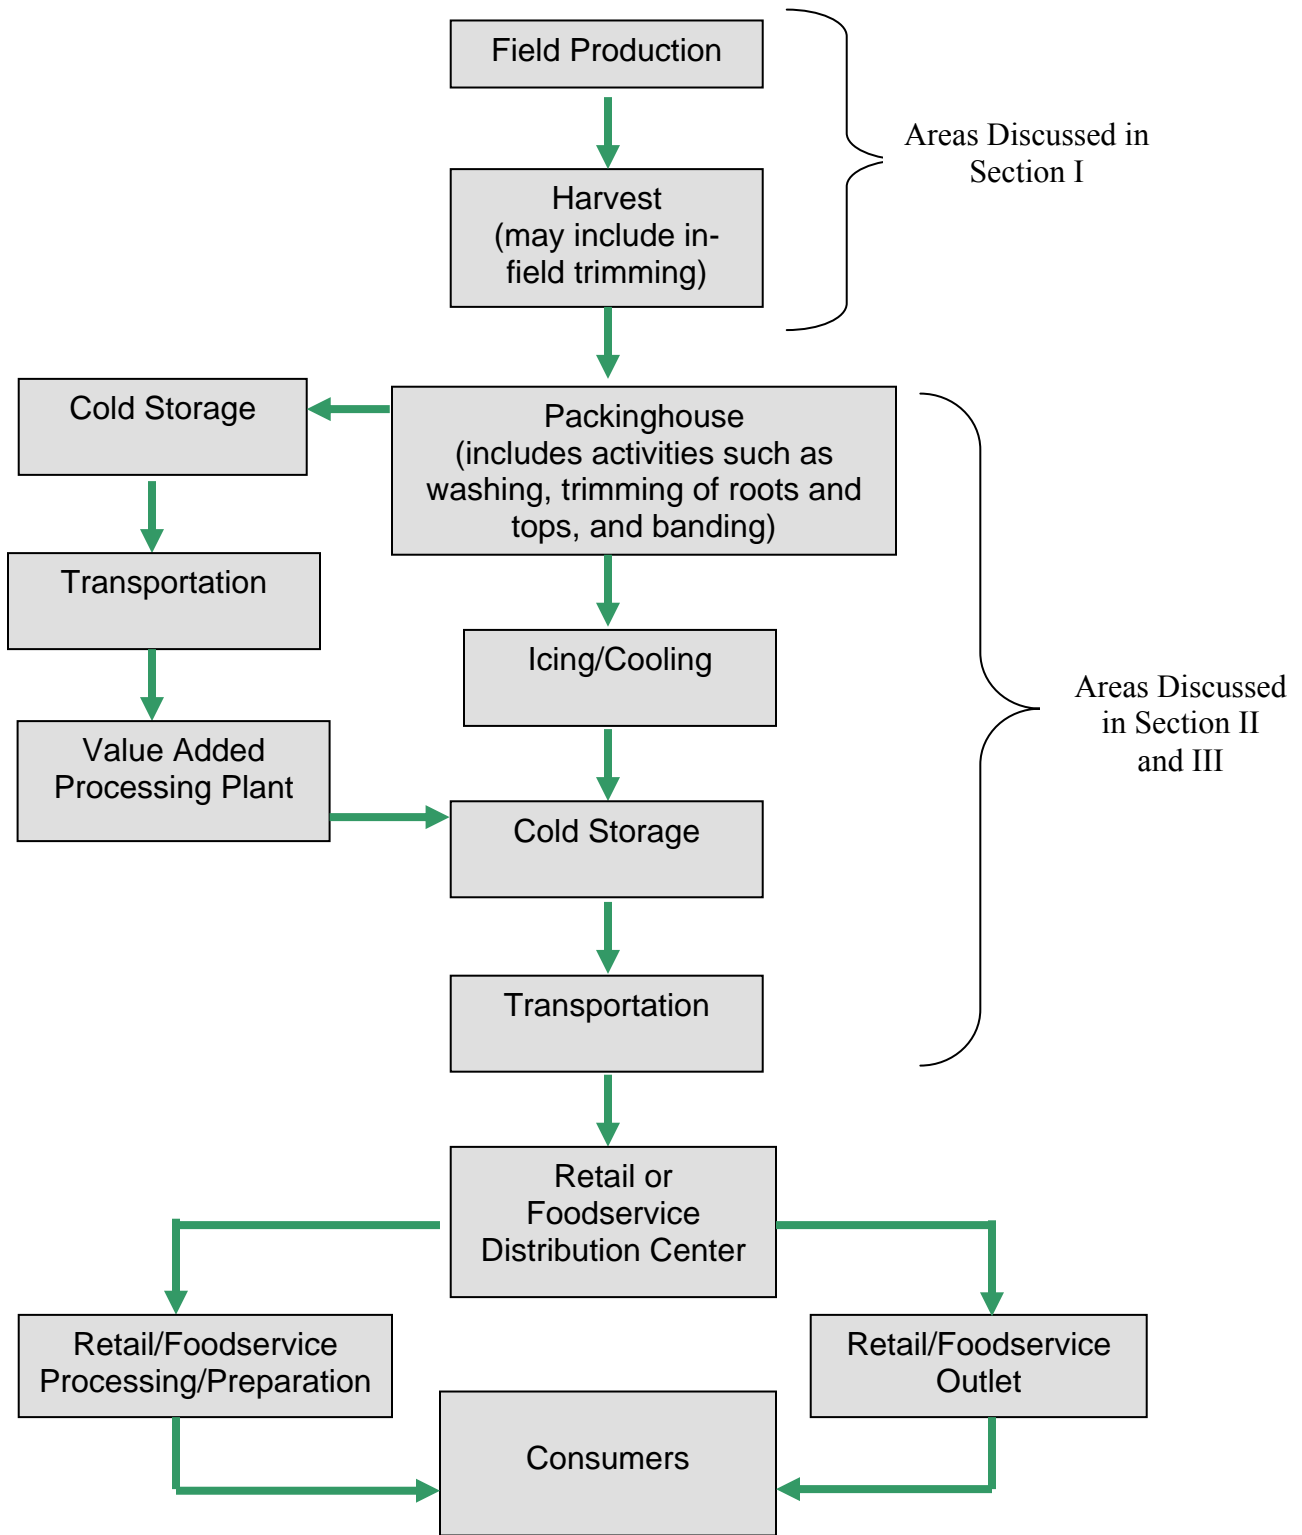 Field Production
Areas Discussed in
Section I
Harvest
(may include in-
field trimming)
Cold Storage
Packinghouse
(includes activities such as
washing, trimming of roots and
tops, and banding)
Transportation
Icing/Cooling
Areas Discussed
in Section II
and III
Value Added
Processing Plant
Cold Storage
Transportation
Retail or
Foodservice
Distribution Center
Retail/Foodservice
Processing/Preparation
Retail/Foodservice
Outlet
Consumers